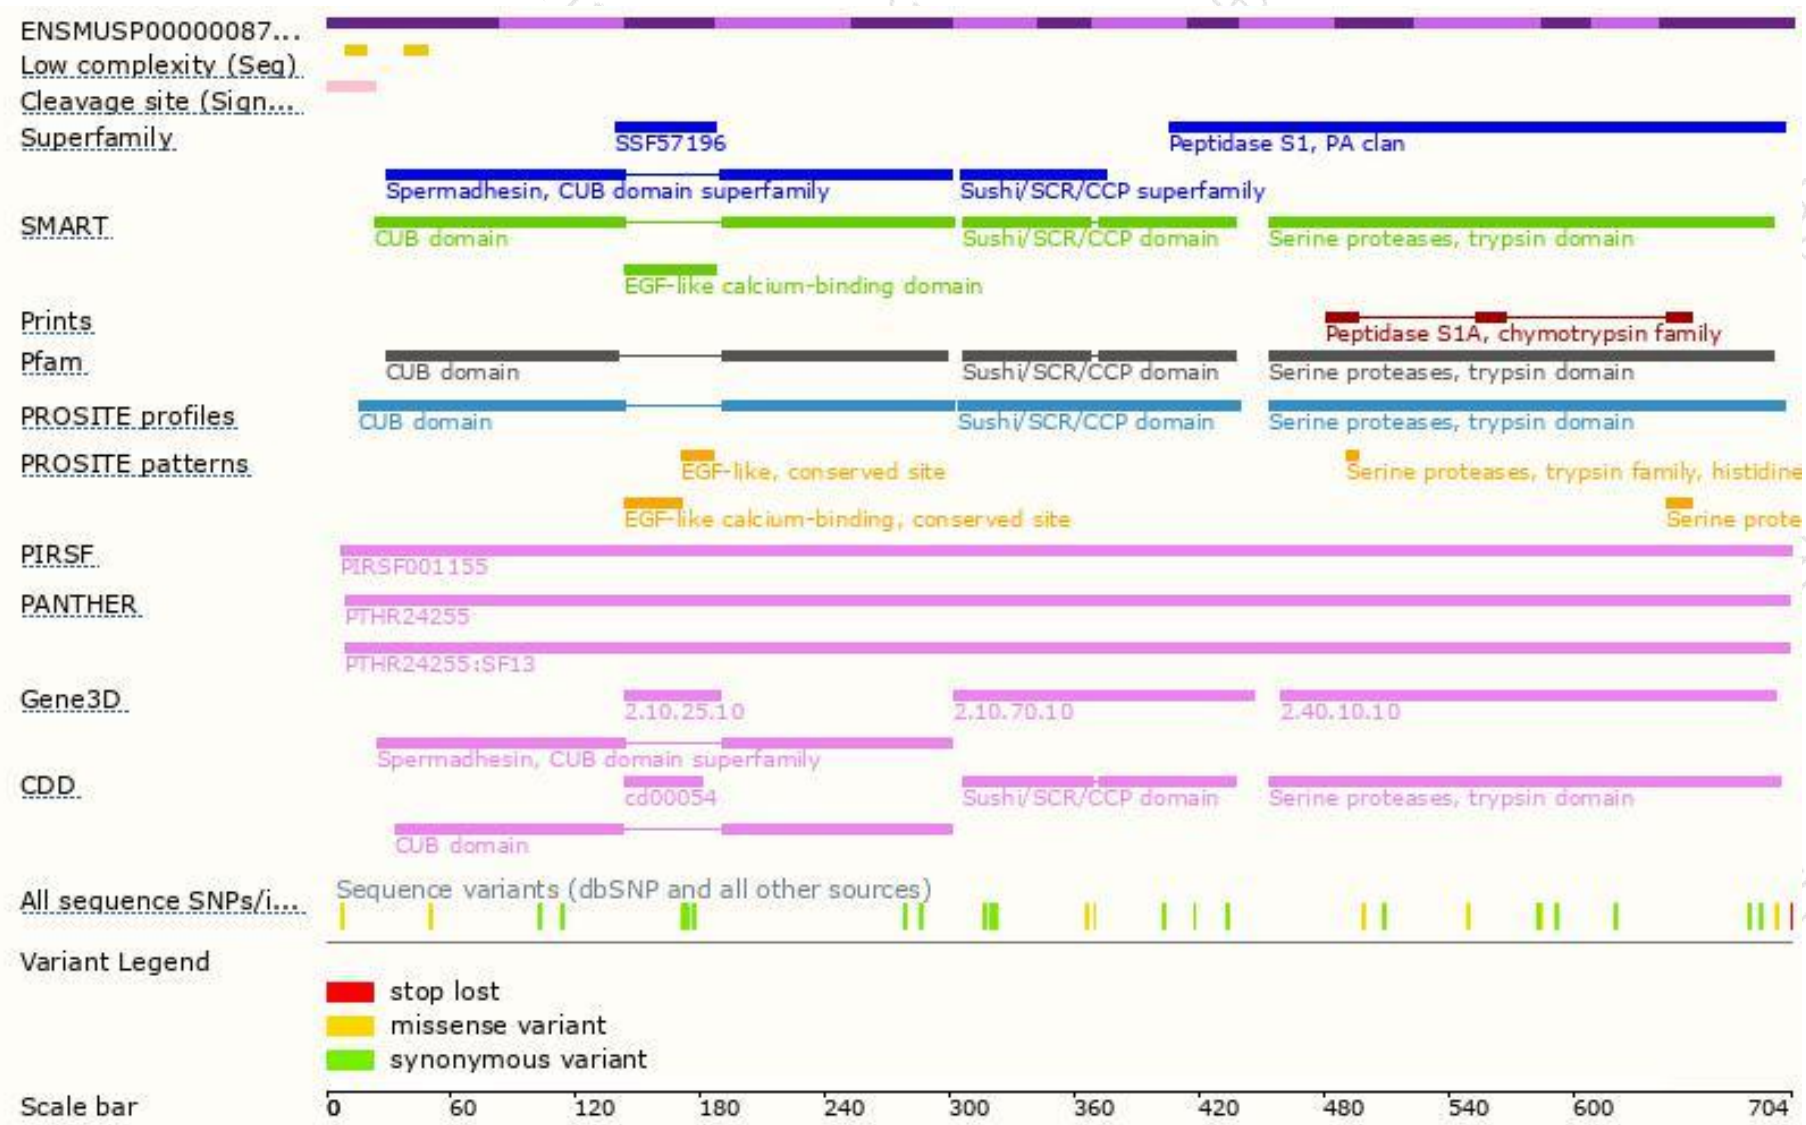 ENSMUSP00000087...
Low complexity (Seg)
Cleavage site (Sign...
Superfamily
SSF57196
Peptidase S1, PA clan
Spermadhesin, CUB domain superfamily
Sushi/SCR/CCP superfamily
SMART
CUB domain
Sushi/SCR/CCP domain
Serine proteases, trypsin domain
EGF-like calcium-binding domain
Prints
Peptidase S1A, chymotrypsin family
Pfam
CUB domain
Sushi/SCR/CCP domain
Serine proteases, trypsin domain
PROSITE profiles
CUB domain
Sushi/SCR/CCP domain
Serine proteases, trypsin domain
PROSITE patterns
EGF-like, conserved site
Serine proteases, trypsin family, histidine
EGF-like calcium-binding, conserved site
Serine prote
PIRSF
PIRSF001155
PANTHER
PTHR24255
PTHR24255:SF13
Gene3D
2.10.25.10
2.10.70.10
2.40.10.10
Spermadhesin, CUB domain superfamily
CDD
cd00054
Sushi/SCR/CCP domain
Serine proteases, trypsin domain
CUB domain
All sequence SNPs/i...
Sequence variants (dbSNP and all other sources)
Variant Legend
stop lost
missense variant
synonymous variant
Scale bar
0 60 120 180 240 300 360 420 480 540 600 704